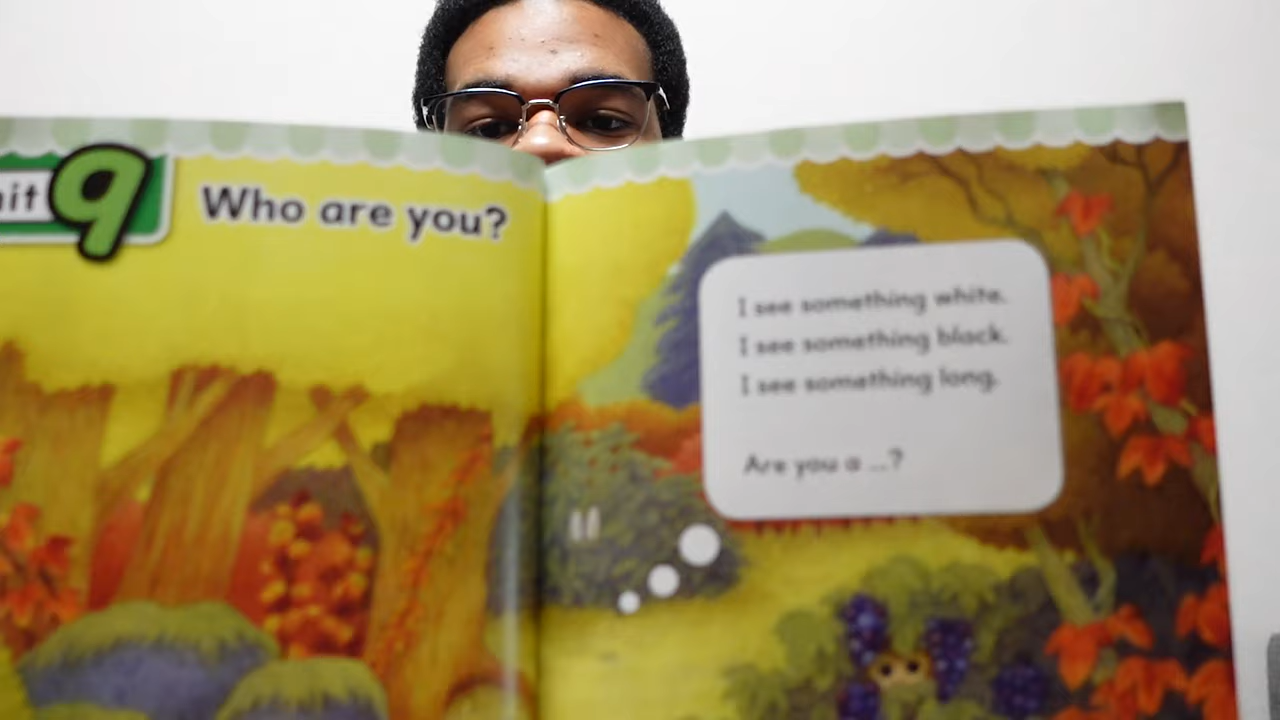 nit 9
Who are you?
I see something white.
I see something black.
I see something long.
Are you a ...?